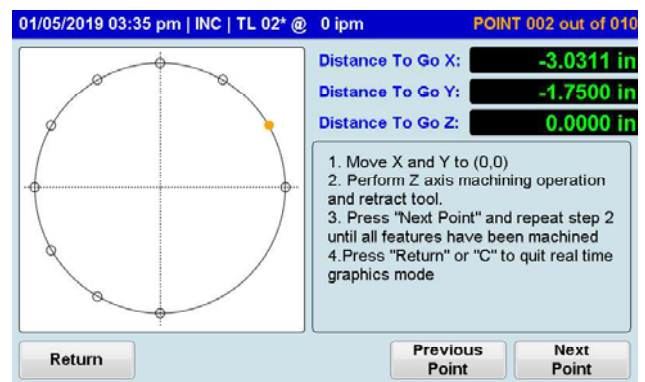 01/05/2019 03:35 pm | INC | TL 02* @ 0 ipm POINT 002 out of 010
Distance To Go X: -3.0311 in
Distance To Go Y: -1.7500 in
Distance To Go Z: 0.0000 in
1. Move X and Y to (0,0)
2. Perform Z axis machining operation
and retract tool.
3. Press "Next Point" and repeat step 2
until all features have been machined
4.Press "Return" or "C" to quit real time
graphics mode
Return
Previous
Point
Next
Point